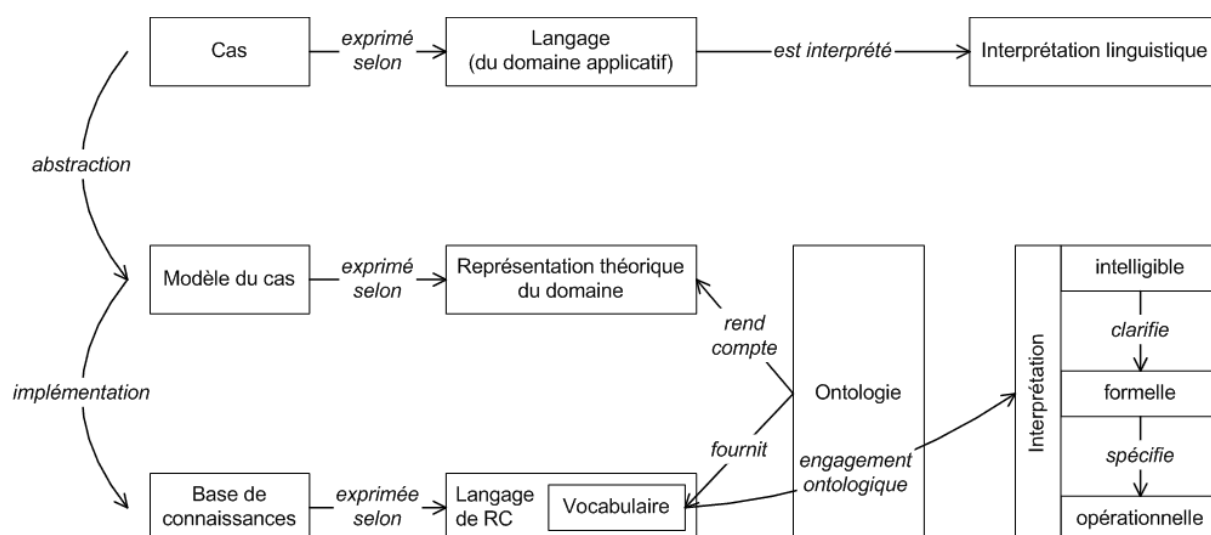 Cas
exprimé
selon
Langage
(du domaine applicatif)
est interprété
Interprétation linguistique
abstraction
Modèle du cas
exprimé
selon
Représentation théorique
du domaine
rend
compte
Ontologie
Interprétation
intelligible
clarifie
formelle
spécifie
opérationnelle
implémentation
fournit
engagement
ontologique
Base de
connaissances
exprimée
selon
Langage
de RC
Vocabulaire